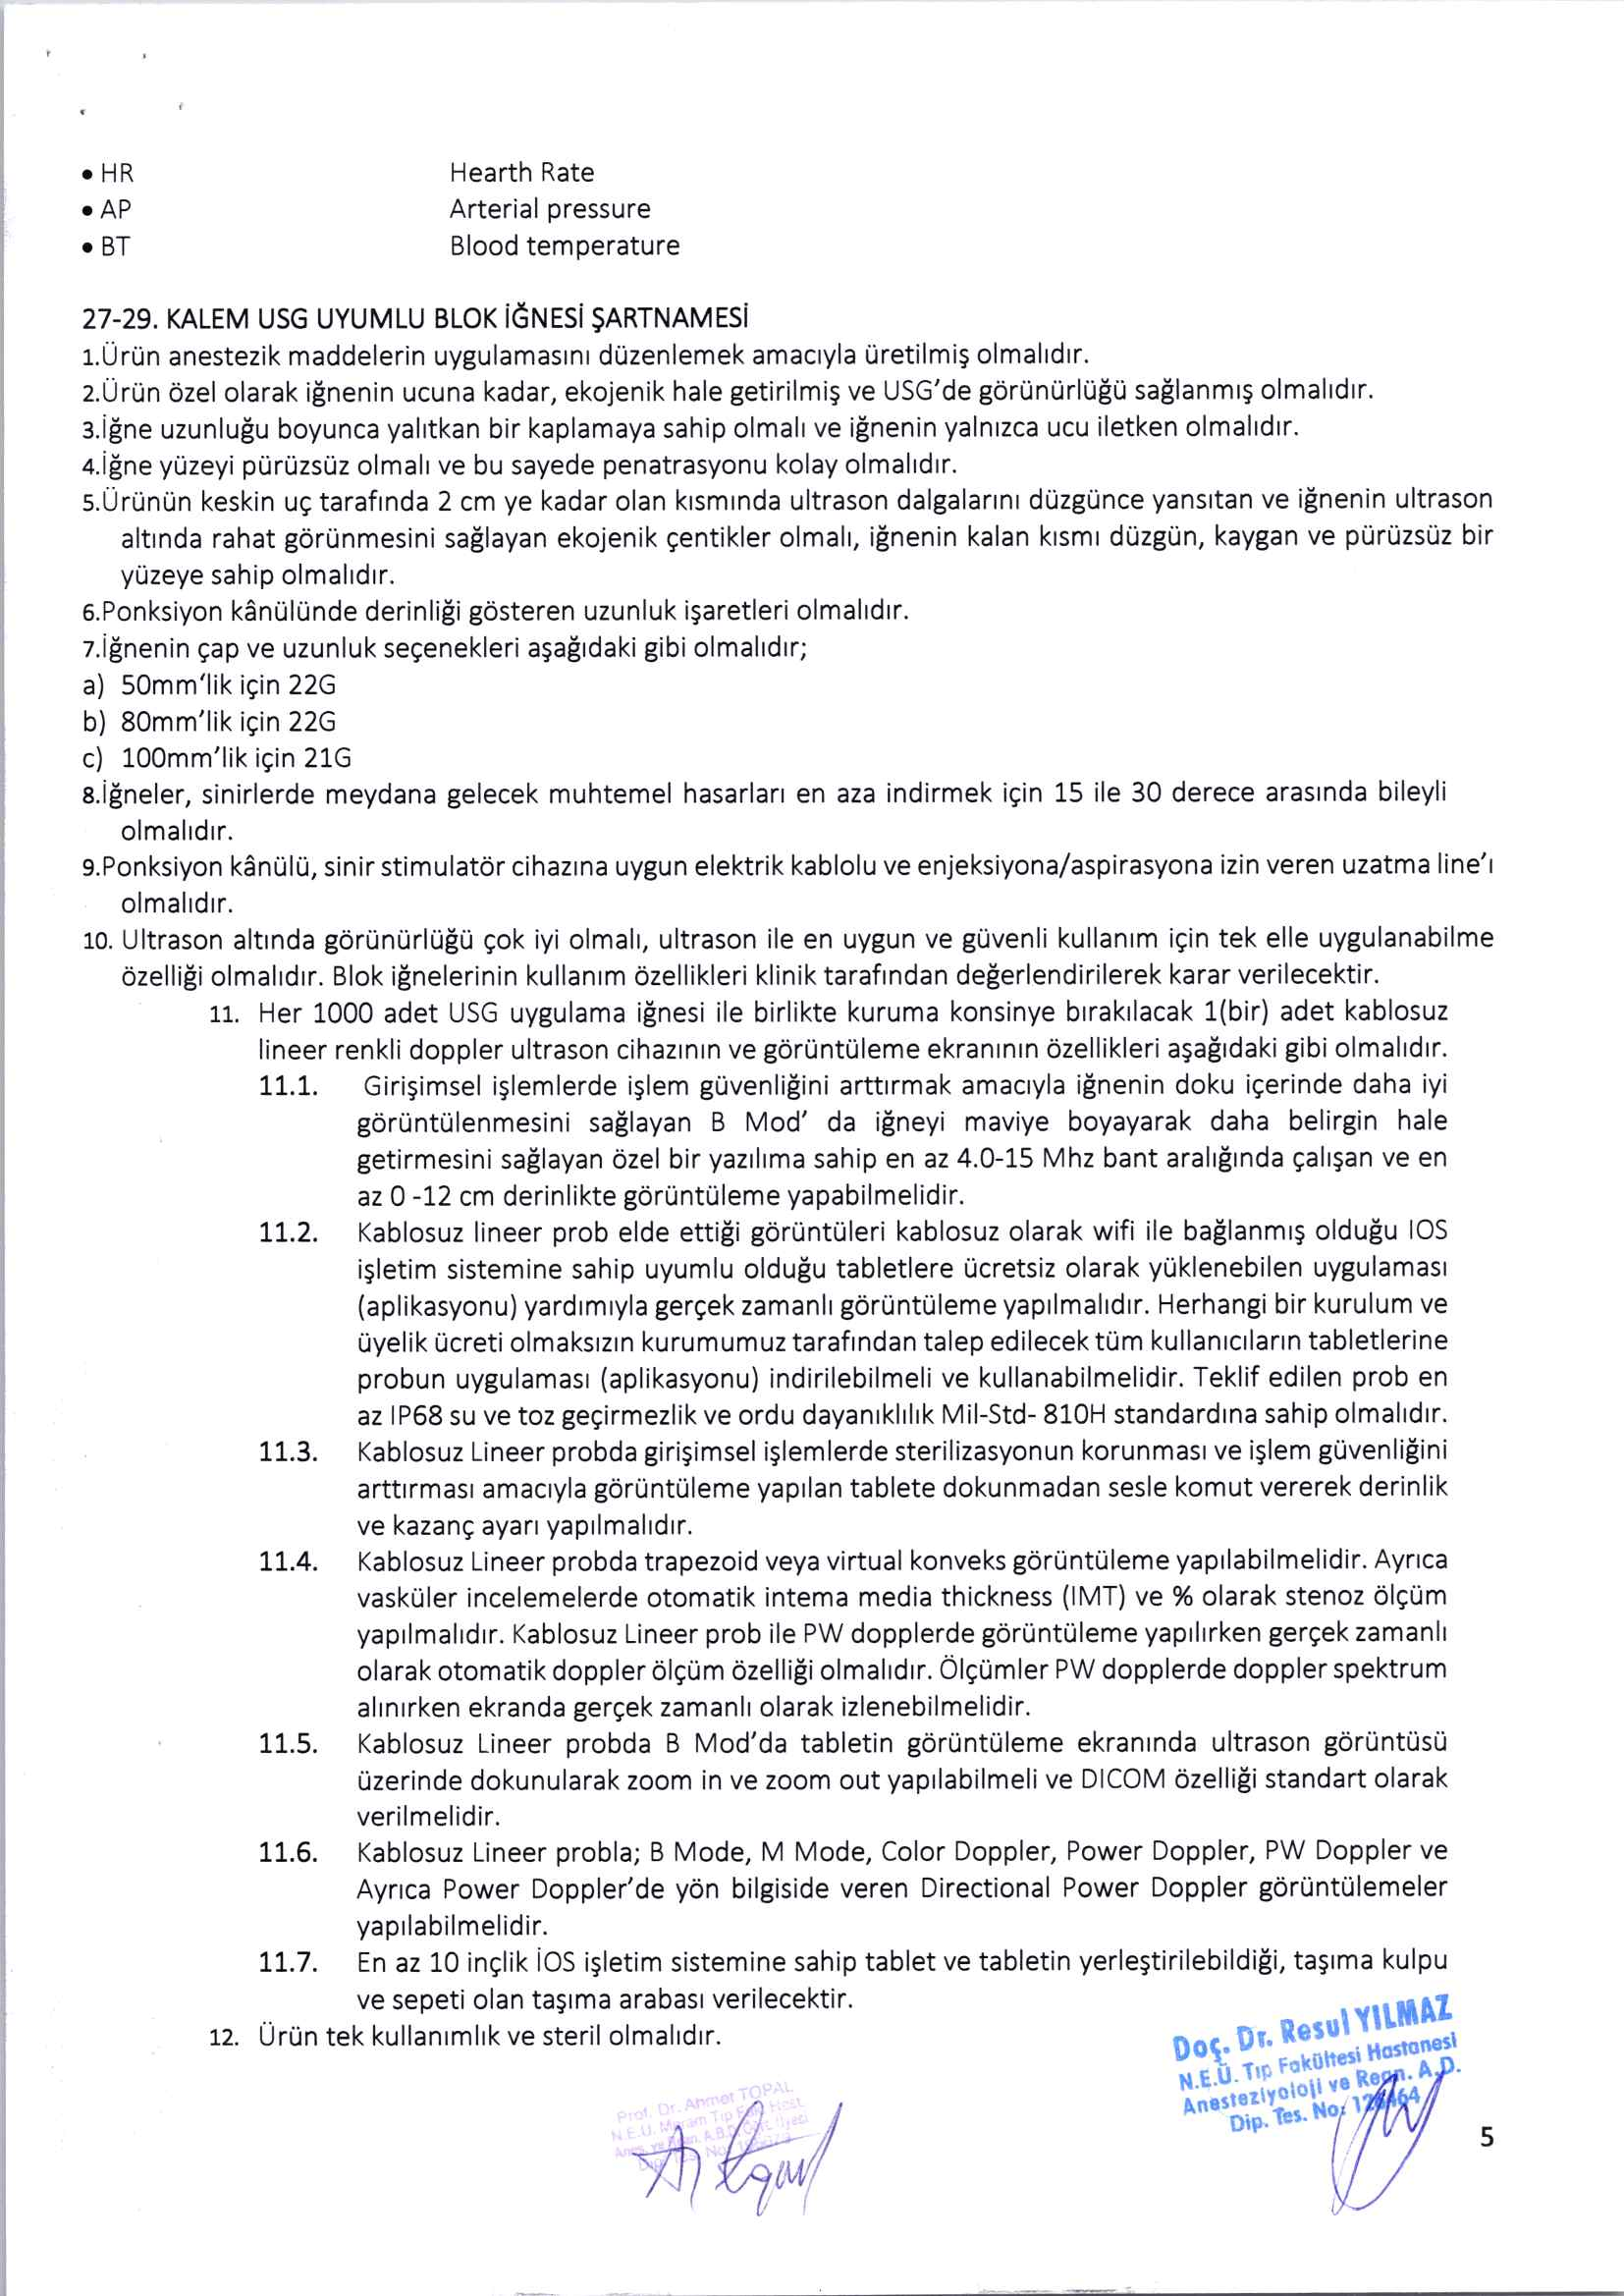 • HR Hearth Rate
• AP Arterial pressure
• BT Blood temperature
27-29. KALEM USG UYUMLU BLOK İĞNESİ ŞARTNAMESİ
1.Ürün anestezik maddelerin uygulamasını düzenlemek amacıyla üretilmiş olmalıdır.
2.Ürün özel olarak iğnenin ucuna kadar, ekojenik hale getirilmiş ve USG'de görünürlüğü sağlanmış olmalıdır.
3.İğne uzunluğu boyunca yalıtkan bir kaplamaya sahip olmalı ve iğnenin yalnızca ucu iletken olmalıdır.
4.İğne yüzeyi pürüzsüz olmalı ve bu sayede penatrasyonu kolay olmalıdır.
5.Ürünün keskin uç tarafında 2 cm ye kadar olan kısmında ultrason dalgalarını düzgünce yansıtan ve iğnenin ultrason
altında rahat görünmesini sağlayan ekojenik çentikler olmalı, iğnenin kalan kısmı düzgün, kaygan ve pürüzsüz bir
yüzeye sahip olmalıdır.
6.Ponksiyon kânülünde derinliği gösteren uzunluk işaretleri olmalıdır.
7.İğnenin çap ve uzunluk seçenekleri aşağıdaki gibi olmalıdır;
a) 50mm'lik için 22G
b) 80mm'lik için 22G
c) 100mm'lik için 21G
8.İğneler, sinirlerde meydana gelecek muhtemel hasarları en aza indirmek için 15 ile 30 derece arasında bileyli
olmalıdır.
9.Ponksiyon kânülü, sinir stimulatör cihazına uygun elektrik kablolu ve enjeksiyona/aspirasyona izin veren uzatma line'ı
olmalıdır.
10. Ultrason altında görünürlüğü çok iyi olmalı, ultrason ile en uygun ve güvenli kullanım için tek elle uygulanabilme
özelliği olmalıdır. Blok iğnelerinin kullanım özellikleri klinik tarafından değerlendirilerek karar verilecektir.
11. Her 1000 adet USG uygulama iğnesi ile birlikte kuruma konsinye bırakılacak 1(bir) adet kablosuz
lineer renkli doppler ultrason cihazının ve görüntüleme ekranının özellikleri aşağıdaki gibi olmalıdır.
11.1. Girişimsel işlemlerde işlem güvenliğini arttırmak amacıyla iğnenin doku içerinde daha iyi
görüntülenmesini sağlayan B Mod' da iğneyi maviye boyayarak daha belirgin hale
getirmesini sağlayan özel bir yazılıma sahip en az 4.0-15 Mhz bant aralığında çalışan ve en
az 0 -12 cm derinlikte görüntüleme yapabilmelidir.
11.2. Kablosuz lineer prob elde ettiği görüntüleri kablosuz olarak wifi ile bağlanmış olduğu IOS
işletim sistemine sahip uyumlu olduğu tabletlere ücretsiz olarak yüklenebilen uygulaması
(aplikasyonu) yardımıyla gerçek zamanlı görüntüleme yapılmalıdır. Herhangi bir kurulum ve
üyelik ücreti olmaksızın kurumumuz tarafından talep edilecek tüm kullanıcıların tabletlerine
probun uygulaması (aplikasyonu) indirilebilmeli ve kullanabilmelidir. Teklif edilen prob en
az IP68 su ve toz geçirmezlik ve ordu dayanıklılık Mil-Std- 810H standardına sahip olmalıdır.
11.3. Kablosuz Lineer probda girişimsel işlemlerde sterilizasyonun korunması ve işlem güvenliğini
arttırması amacıyla görüntüleme yapılan tablete dokunmadan sesle komut vererek derinlik
ve kazanç ayarı yapılmalıdır.
11.4. Kablosuz Lineer probda trapezoid veya virtual konveks görüntüleme yapılabilmelidir. Ayrıca
vasküler incelemelerde otomatik intema media thickness (IMT) ve % olarak stenoz ölçüm
yapılmalıdır. Kablosuz Lineer prob ile PW dopplerde görüntüleme yapılırken gerçek zamanlı
olarak otomatik doppler ölçüm özelliği olmalıdır. Ölçümler PW dopplerde doppler spektrum
alınırken ekranda gerçek zamanlı olarak izlenebilmelidir.
11.5. Kablosuz Lineer probda B Mod'da tabletin görüntüleme ekranında ultrason görüntüsü
üzerinde dokunularak zoom in ve zoom out yapılabilmeli ve DICOM özelliği standart olarak
verilmelidir.
11.6. Kablosuz Lineer probla; B Mode, M Mode, Color Doppler, Power Doppler, PW Doppler ve
Ayrıca Power Doppler'de yön bilgiside veren Directional Power Doppler görüntülemeler
yapılabilmelidir.
11.7. En az 10 inçlik İOS işletim sistemine sahip tablet ve tabletin yerleştirilebildiği, taşıma kulpu
ve sepeti olan taşıma arabası verilecektir.
12. Ürün tek kullanımlık ve steril olmalıdır.
Doç. Dr. Resul YILMAZ
N.E.Ü. Tıp Fakültesi Hastanesi
Anesteziyoloji ve Rean. A.D.
Dip. Tes. No:
Prof. Dr. Ahmet TOPAL
N.E.U. Meram Tıp Fak. Host.
5